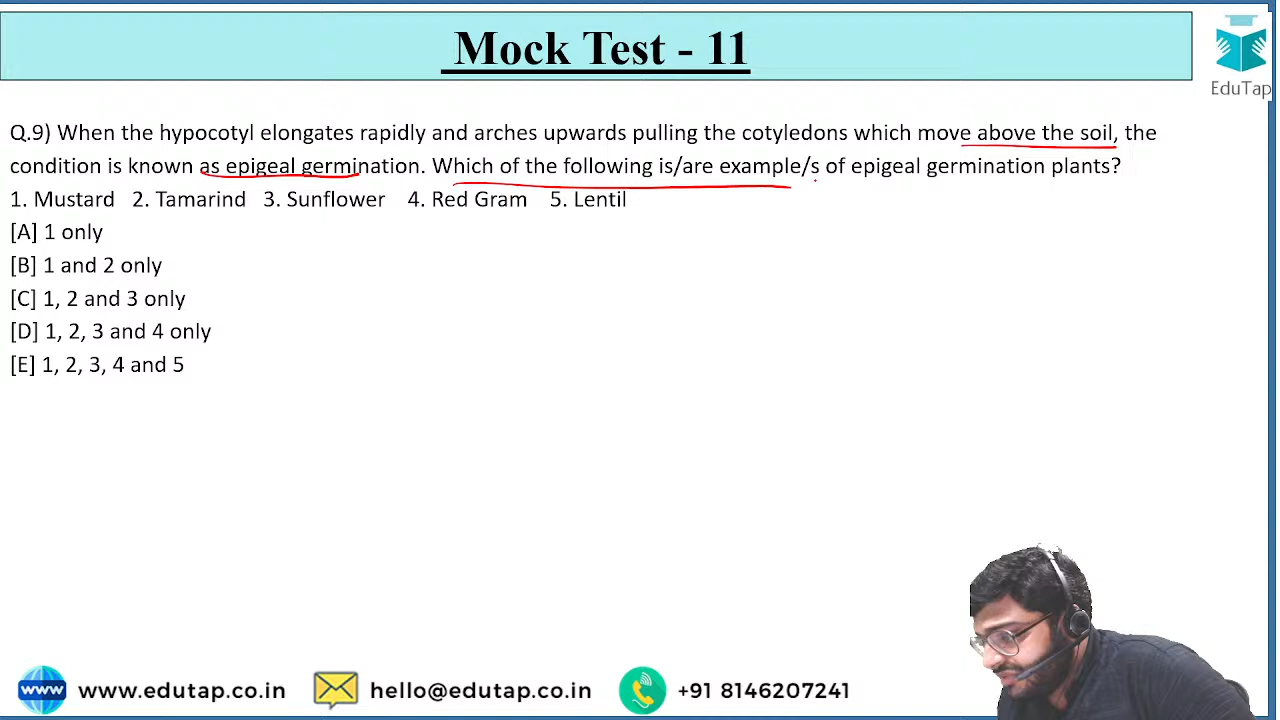 Mock Test - 11
EduTap
Q.9) When the hypocotyl elongates rapidly and arches upwards pulling the cotyledons which move above the soil, the
condition is known as epigeal germination. Which of the following is/are example/s of epigeal germination plants?
1. Mustard 2. Tamarind 3. Sunflower 4. Red Gram 5. Lentil
[A] 1 only
[B] 1 and 2 only
[C] 1, 2 and 3 only
[D] 1, 2, 3 and 4 only
[E] 1, 2, 3, 4 and 5
www www.edutap.co.in hello@edutap.co.in +91 8146207241